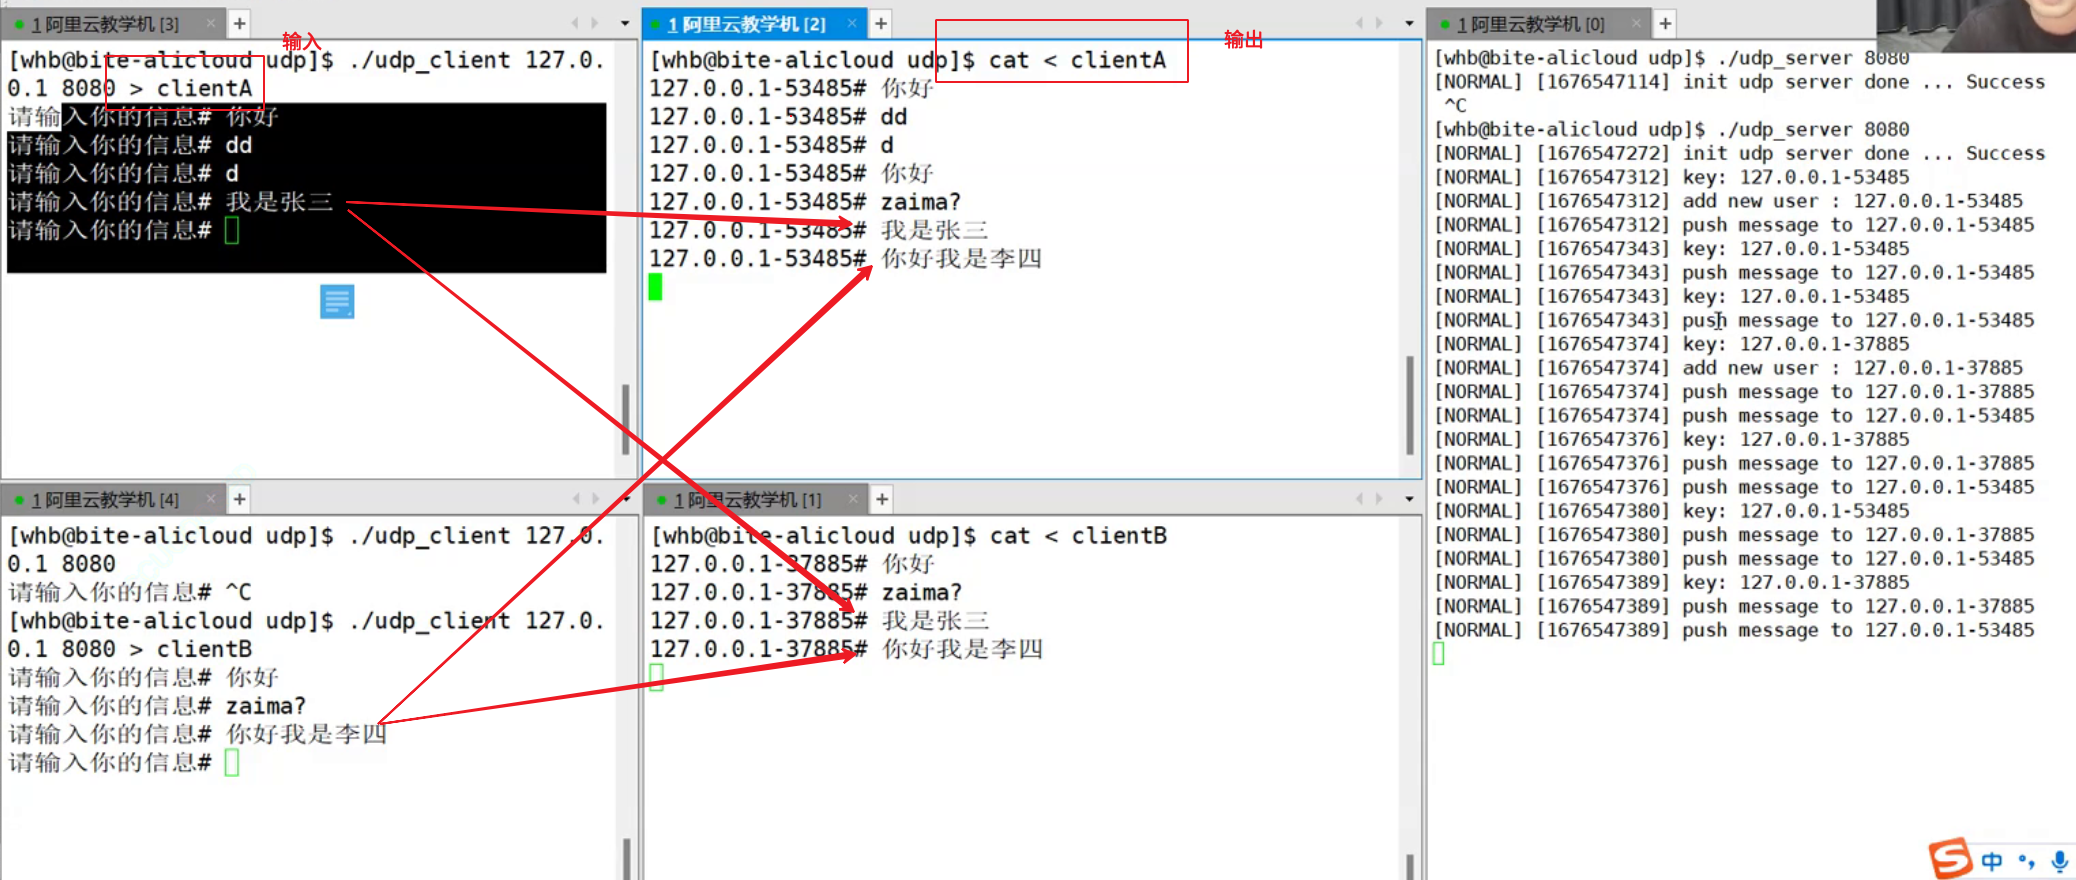 1 阿里云教学机 [3]
输入
[whb@bite-alicloud udp]$ ./udp_client 127.0.
0.1 8080 > clientA
请输入你的信息# 你好
请输入你的信息# dd
请输入你的信息# d
请输入你的信息# 我是张三
请输入你的信息#
1 阿里云教学机 [2]
输出
[whb@bite-alicloud udp]$ cat < clientA
127.0.0.1-53485# 你好
127.0.0.1-53485# dd
127.0.0.1-53485# d
127.0.0.1-53485# 你好
127.0.0.1-53485# zaima?
127.0.0.1-53485# 我是张三
127.0.0.1-53485# 你好我是李四
1 阿里云教学机 [4]
[whb@bite-alicloud udp]$ ./udp_client 127.0.
0.1 8080
请输入你的信息# ^C
[whb@bite-alicloud udp]$ ./udp_client 127.0.
0.1 8080 > clientB
请输入你的信息# 你好
请输入你的信息# zaima?
请输入你的信息# 你好我是李四
请输入你的信息#
1 阿里云教学机 [1]
[whb@bite-alicloud udp]$ cat < clientB
127.0.0.1-37885# 你好
127.0.0.1-37885# zaima?
127.0.0.1-37885# 我是张三
127.0.0.1-37885# 你好我是李四
1 阿里云教学机 [0]
[whb@bite-alicloud udp]$ ./udp_server 8080
[NORMAL] [1676547114] init udp server done ... Success
^C
[whb@bite-alicloud udp]$ ./udp_server 8080
[NORMAL] [1676547272] init udp server done ... Success
[NORMAL] [1676547312] key: 127.0.0.1-53485
[NORMAL] [1676547312] add new user : 127.0.0.1-53485
[NORMAL] [1676547312] push message to 127.0.0.1-53485
[NORMAL] [1676547343] key: 127.0.0.1-53485
[NORMAL] [1676547343] push message to 127.0.0.1-53485
[NORMAL] [1676547343] key: 127.0.0.1-53485
[NORMAL] [1676547343] push message to 127.0.0.1-53485
[NORMAL] [1676547374] key: 127.0.0.1-37885
[NORMAL] [1676547374] add new user : 127.0.0.1-37885
[NORMAL] [1676547374] push message to 127.0.0.1-37885
[NORMAL] [1676547374] push message to 127.0.0.1-53485
[NORMAL] [1676547376] key: 127.0.0.1-37885
[NORMAL] [1676547376] push message to 127.0.0.1-37885
[NORMAL] [1676547376] push message to 127.0.0.1-53485
[NORMAL] [1676547380] key: 127.0.0.1-53485
[NORMAL] [1676547380] push message to 127.0.0.1-37885
[NORMAL] [1676547380] push message to 127.0.0.1-53485
[NORMAL] [1676547389] key: 127.0.0.1-37885
[NORMAL] [1676547389] push message to 127.0.0.1-37885
[NORMAL] [1676547389] push message to 127.0.0.1-53485
中